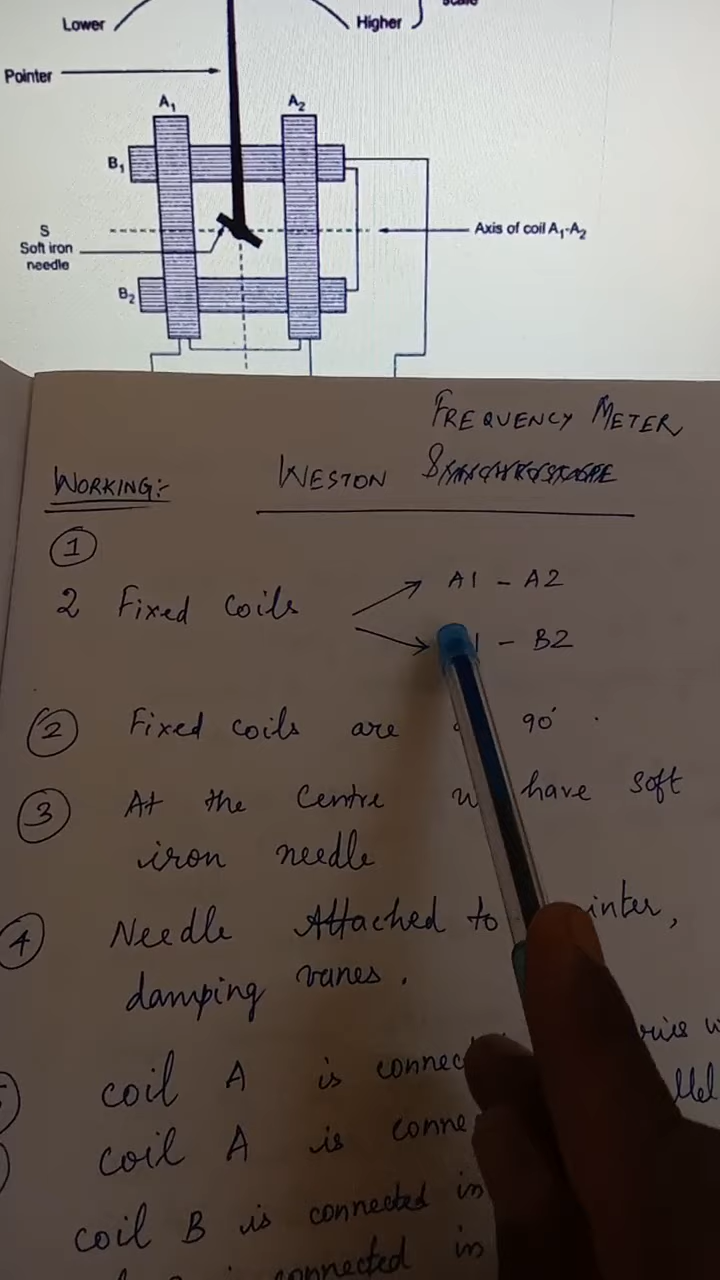 Lower
Higher
Pointer
A1
A2
B1
S
Soft iron
needle
Axis of coil A1-A2
B2
FREQUENCY METER
WORKING:- WESTON
1
2 Fixed coils
A1 - A2
1 - B2
2 Fixed coils are 90°
3 At the Centre have soft
iron needle
4 Needle Attached to inter,
damping vanes.
coil A is connec
coil A is conne
coil B is connected in
connected in